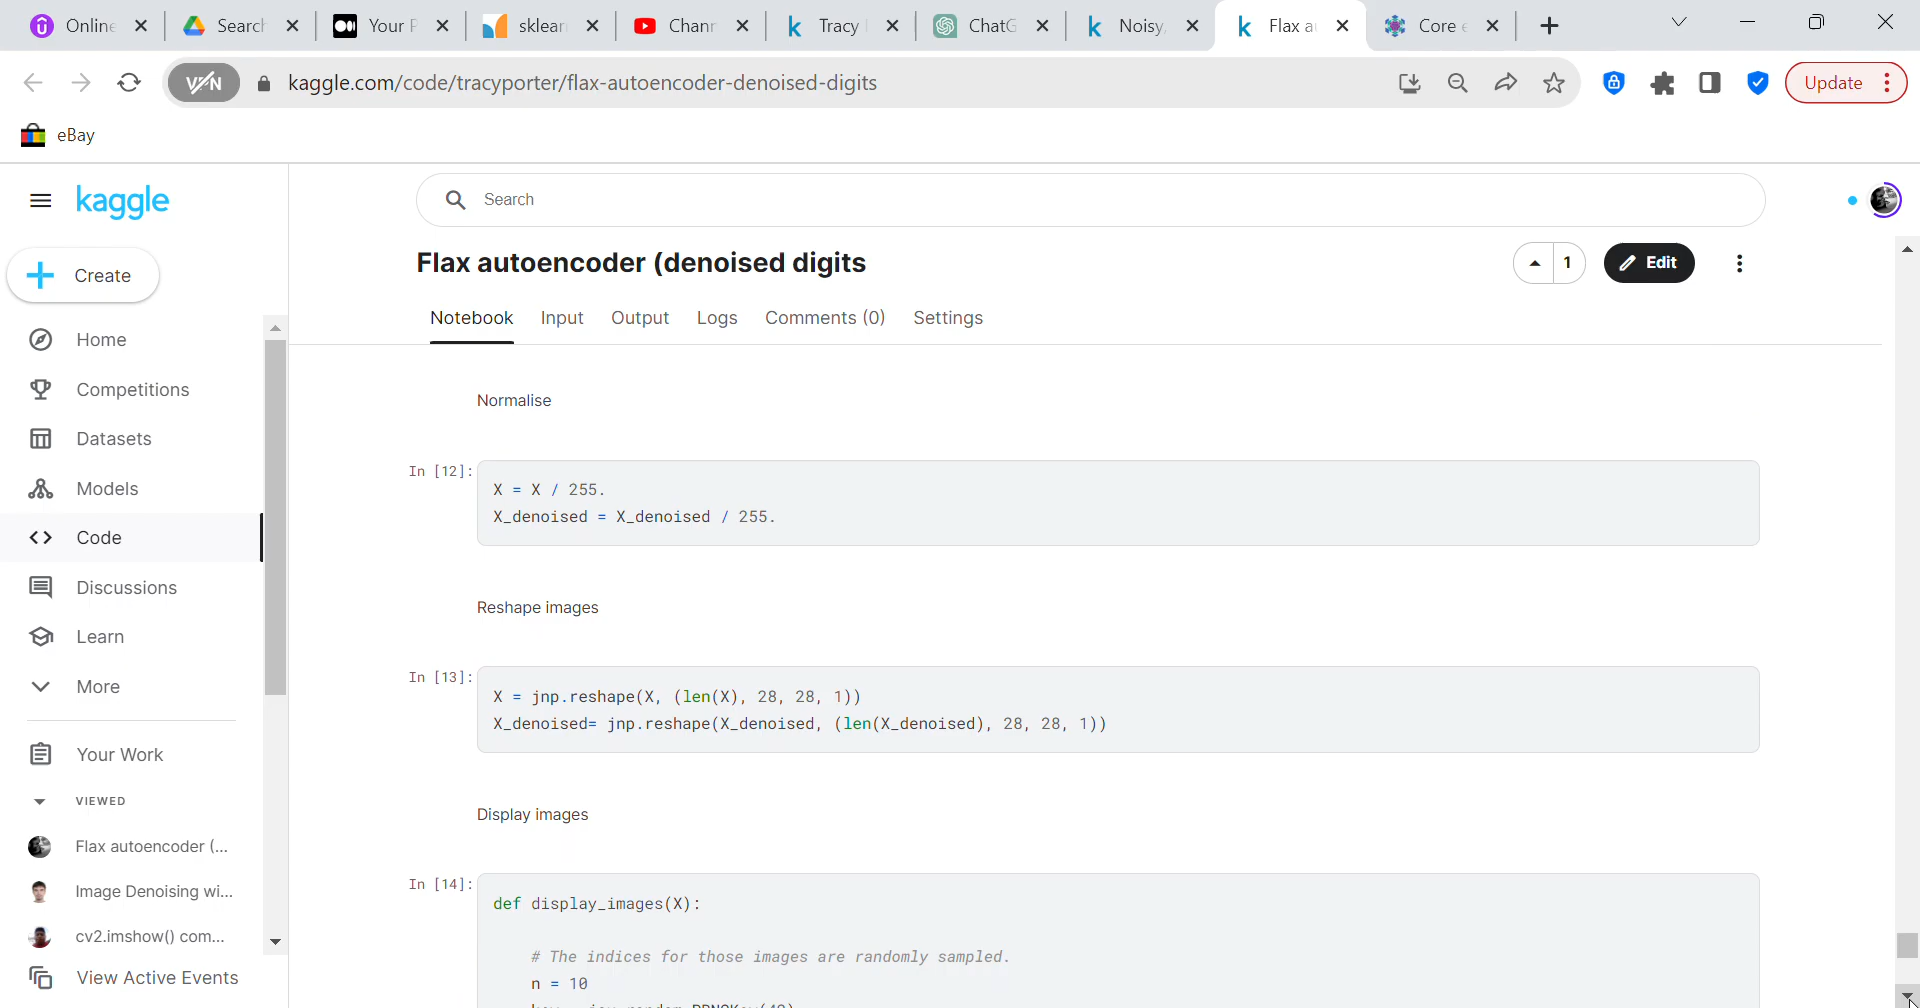 Online
Search
Your P
sklear
Chann
Tracy
ChatG
Noisy,
Flax a
Core
VPN
kaggle.com/code/tracyporter/flax-autoencoder-denoised-digits
Update
eBay
kaggle
Search
Create
Flax autoencoder (denoised digits
1
Edit
Notebook Input Output Logs Comments (0) Settings
Home
Competitions
Datasets
Models
Code
Discussions
Learn
More
Your Work
VIEWED
Flax autoencoder (...
Image Denoising wi...
cv2.imshow() com...
View Active Events
Normalise
In [12]:
X = X / 255.
X_denoised = X_denoised / 255.
Reshape images
In [13]:
X = jnp.reshape(X, (len(X), 28, 28, 1))
X_denoised= jnp.reshape(X_denoised, (len(X_denoised), 28, 28, 1))
Display images
In [14]:
def display_images(X):
# The indices for those images are randomly sampled.
n = 10